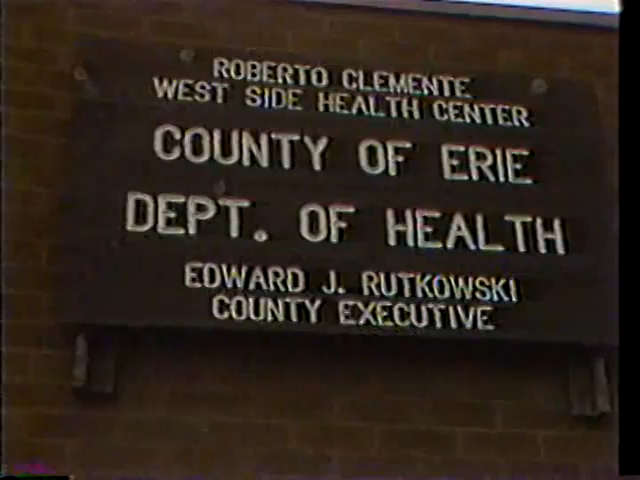 ROBERTO CLEMENTE
WEST SIDE HEALTH CENTER
COUNTY OF ERIE
DEPT. OF HEALTH
EDWARD J. RUTKOWSKI
COUNTY EXECUTIVE